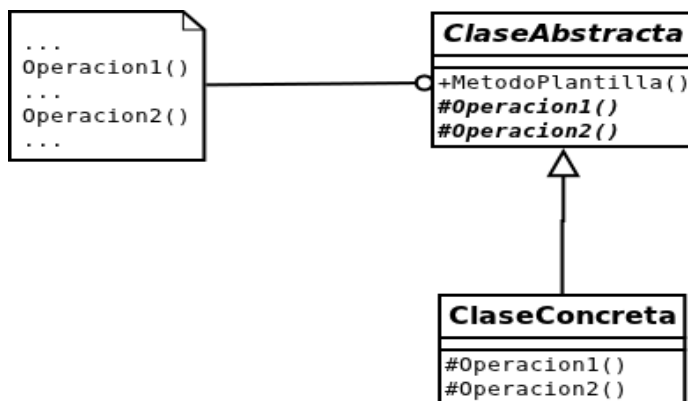 ...
Operacion1()
...
Operacion2()
...
ClaseAbstracta
+MetodoPlantilla()
#Operacion1()
#Operacion2()
ClaseConcreta
#Operacion1()
#Operacion2()